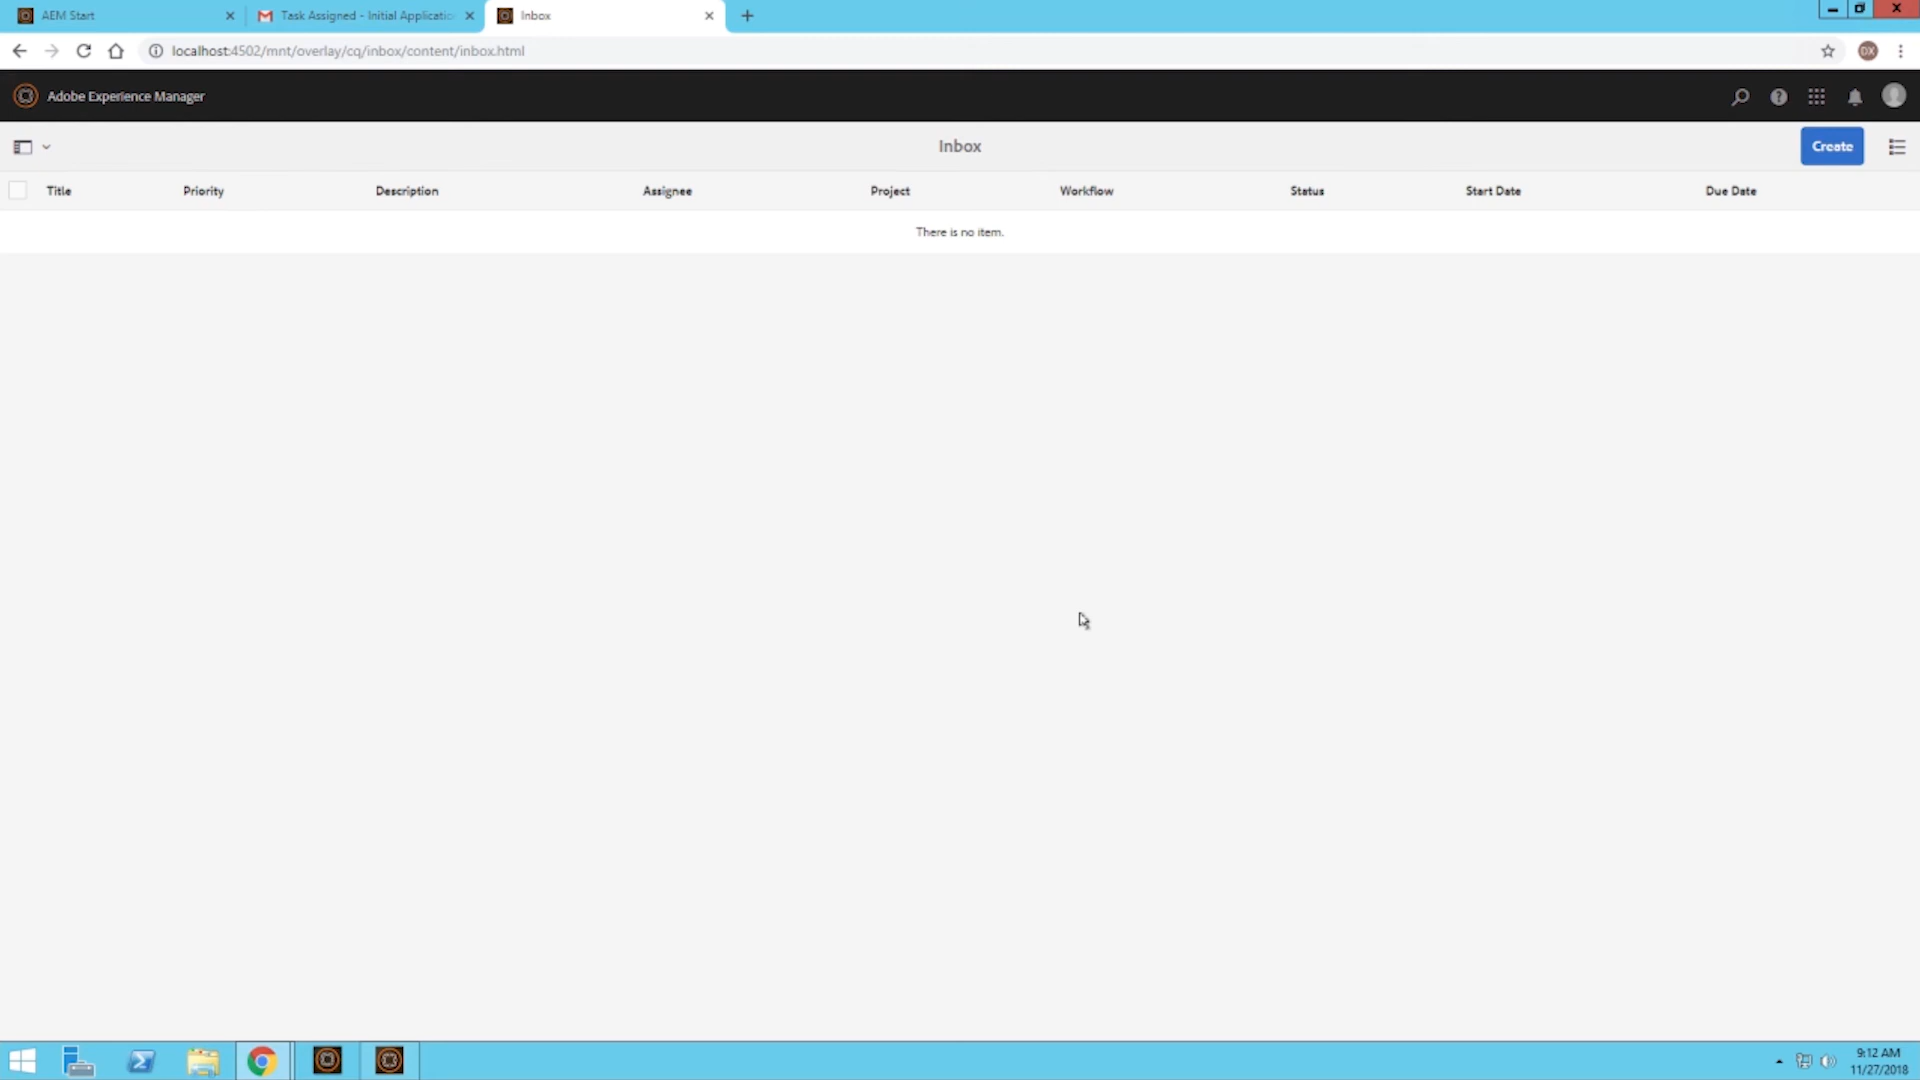 AEM Start
Task Assigned - Initial Applicatio
Inbox
localhost:4502/mnt/overlay/cq/inbox/content/inbox.html
DX
Adobe Experience Manager
Inbox
Create
Title Priority Description Assignee Project Workflow Status Start Date Due Date
There is no item.
9:12 AM
11/27/2018